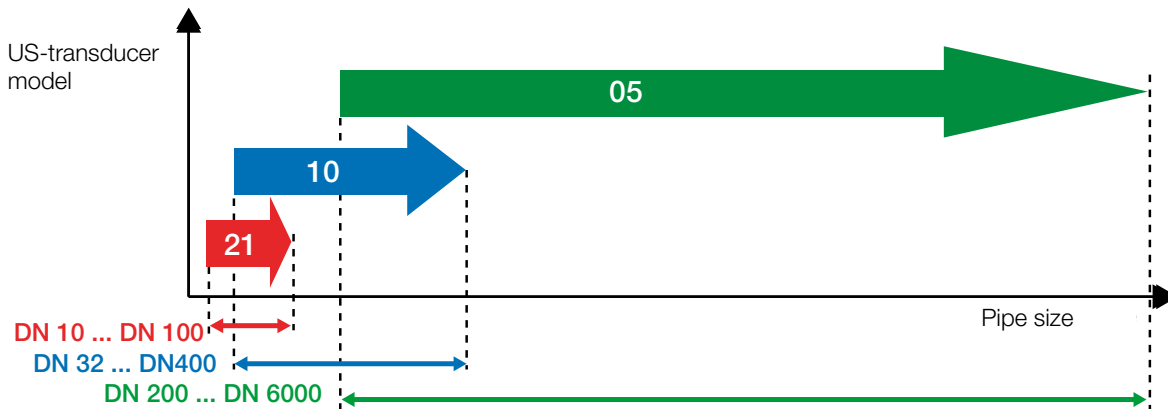 US-transducer
model
05
10
21
Pipe size
DN 10 ... DN 100
DN 32 ... DN400
DN 200 ... DN 6000